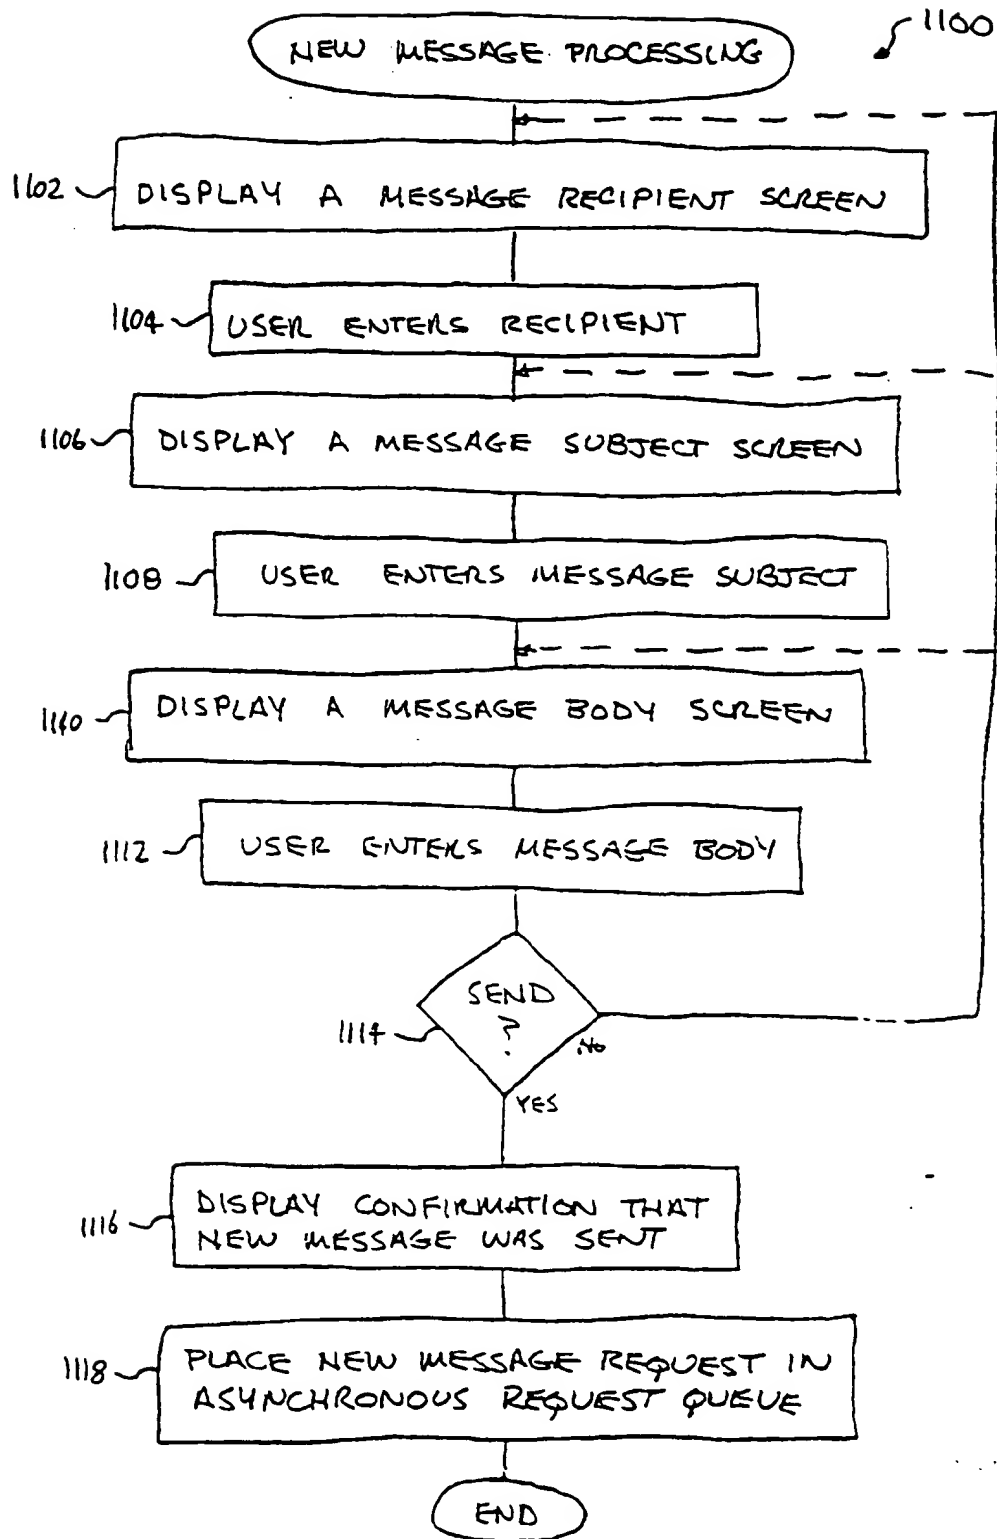 1100
NEW MESSAGE PROCESSING
1102
DISPLAY A MESSAGE RECIPIENT SCREEN
1104
USER ENTERS RECIPIENT
1106
DISPLAY A MESSAGE SUBJECT SCREEN
1108
USER ENTERS MESSAGE SUBJECT
1110
DISPLAY A MESSAGE BODY SCREEN
1112
USER ENTERS MESSAGE BODY
SEND
?
1114
NO
YES
1116
DISPLAY CONFIRMATION THAT
NEW MESSAGE WAS SENT
1118
PLACE NEW MESSAGE REQUEST IN
ASYNCHRONOUS REQUEST QUEUE
END